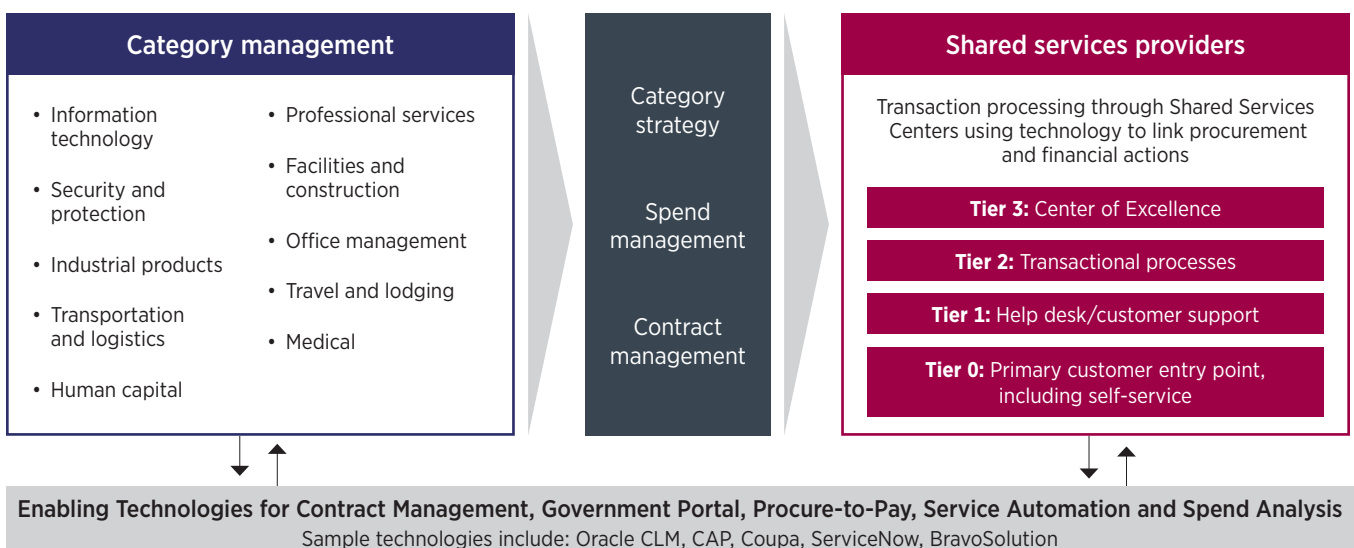 Category management
• Information
technology
• Security and
protection
• Industrial products
• Transportation
and logistics
• Human capital
• Professional services
• Facilities and
construction
• Office management
• Travel and lodging
• Medical
Category
strategy
Spend
management
Contract
management
Shared services providers
Transaction processing through Shared Services
Centers using technology to link procurement
and financial actions
Tier 3: Center of Excellence
Tier 2: Transactional processes
Tier 1: Help desk/customer support
Tier 0: Primary customer entry point,
including self-service
Enabling Technologies for Contract Management, Government Portal, Procure-to-Pay, Service Automation and Spend Analysis
Sample technologies include: Oracle CLM, CAP, Coupa, ServiceNow, BravoSolution